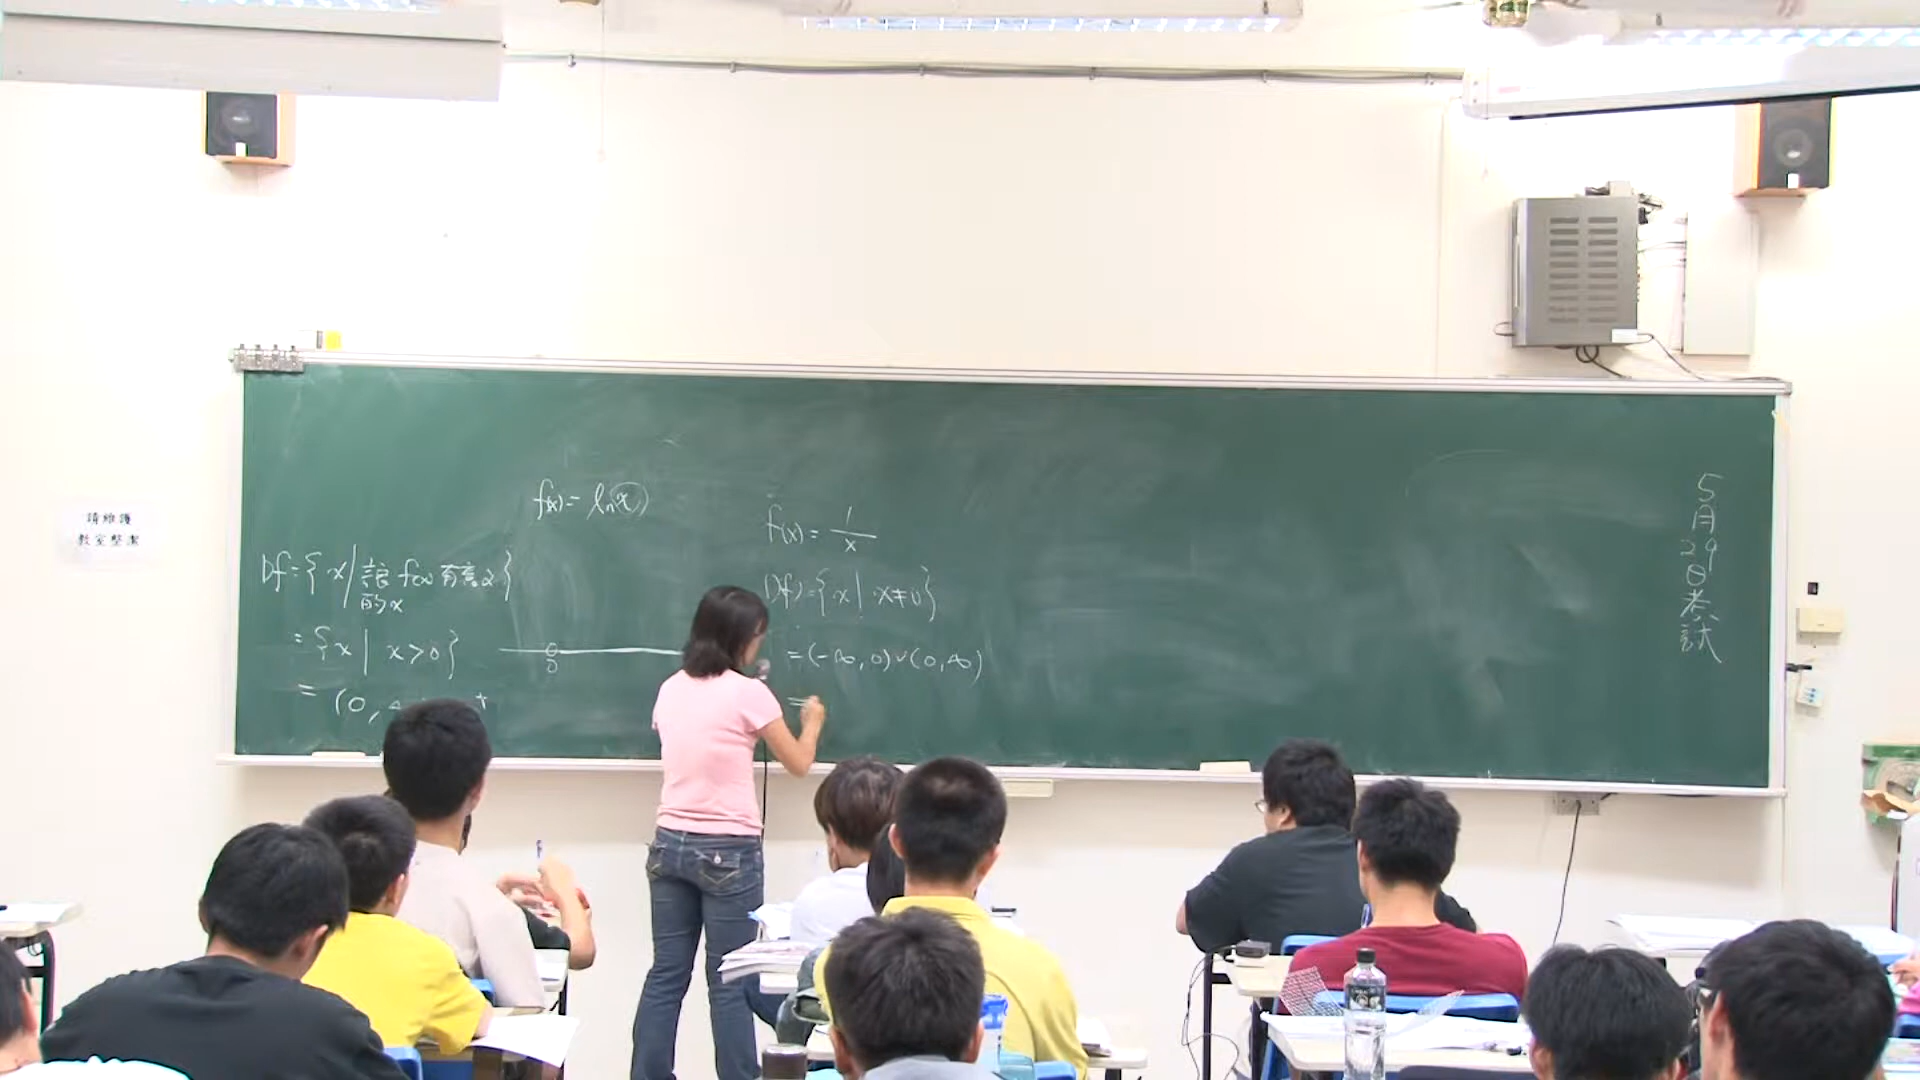 請維護
教室整潔
f(x) = ln(x)
Df = { x | 讓 f(x) 有意义
的x }
= { x | x > 0 }
= (0,
0
f(x) = 1/x
Df = { x | x ≠ 0 }
= (-∞, 0) ∪ (0, ∞)
=
5月29日考試